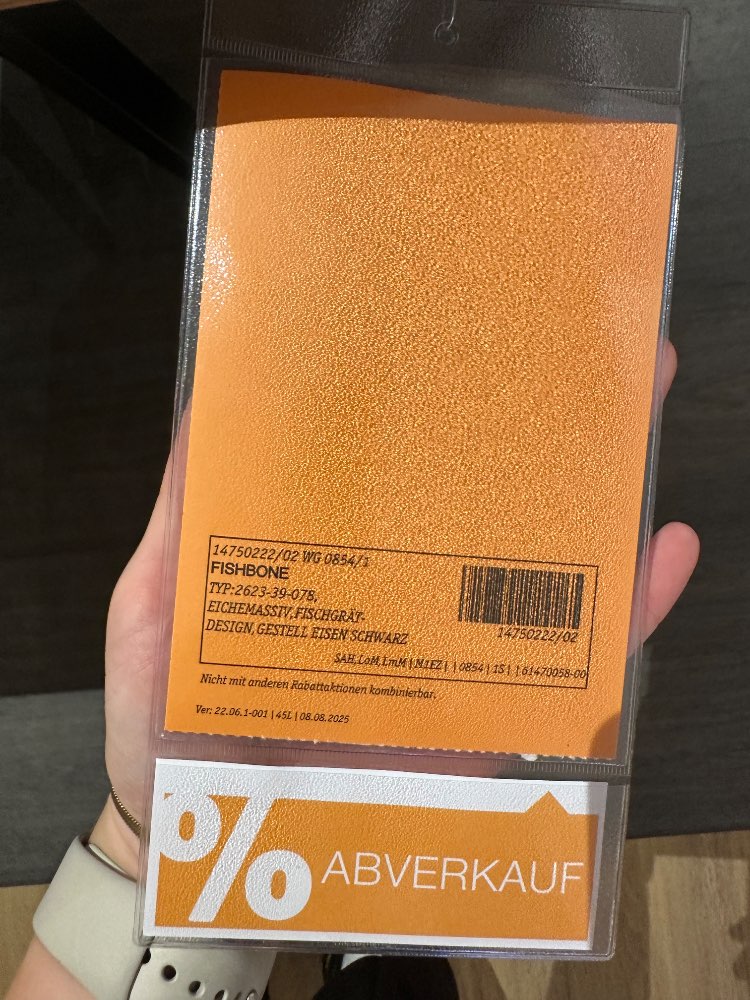 14750222/02 WG 0854/1
FISHBONE
TYP:2623-39-078,
EICHEMASSIV,FISCHGRÄT-
DESIGN,GESTELL EISEN SCHWARZ
14750222/02
SAH,LoM,LmM | N1EZ | | 0854 | 1S | | 61470058-00
Nicht mit anderen Rabattaktionen kombinierbar.
Ver: 22.06.1-001 | 45L | 08.08.2025
% ABVERKAUF